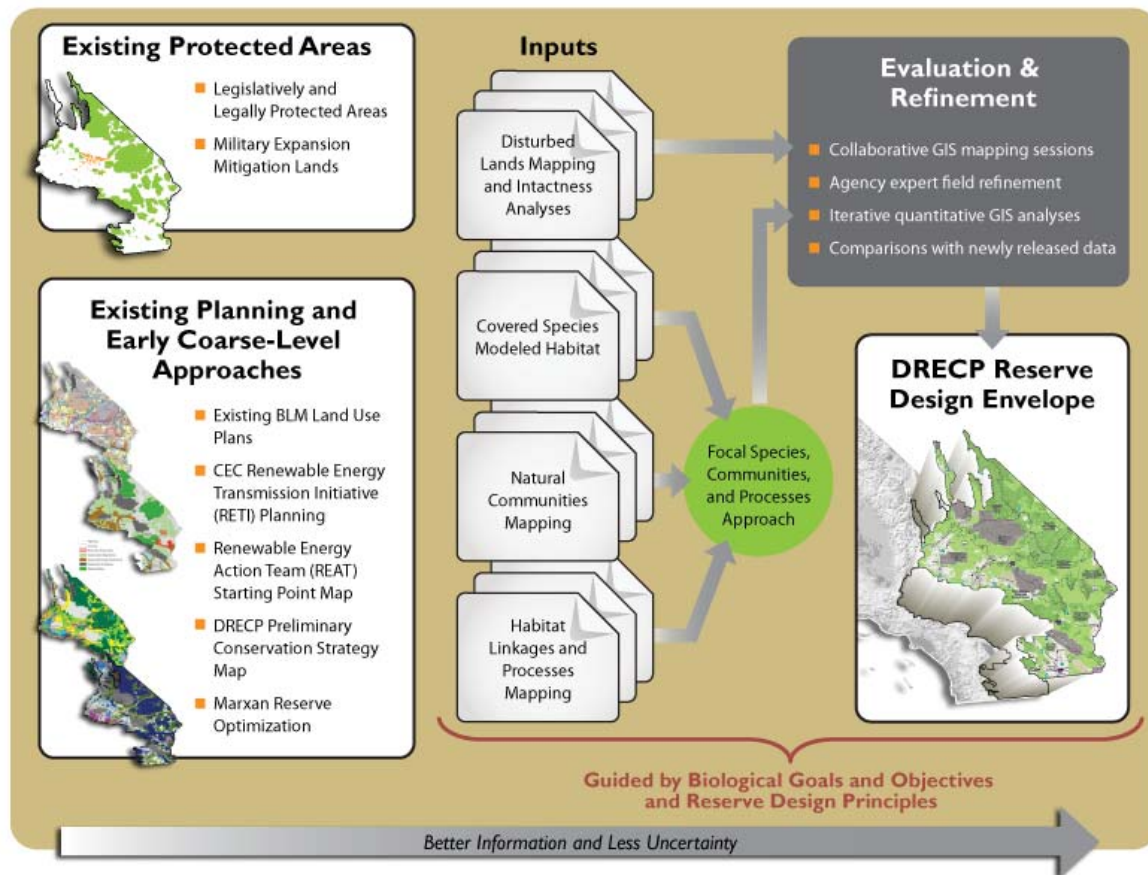 Existing Protected Areas
Legislatively and
Legally Protected Areas
Military Expansion
Mitigation Lands
Existing Planning and
Early Coarse-Level
Approaches
Existing BLM Land Use
Plans
CEC Renewable Energy
Transmission Initiative
(RETI) Planning
Renewable Energy
Action Team (REAT)
Starting Point Map
DRECP Preliminary
Conservation Strategy
Map
Marxan Reserve
Optimization
Inputs
Disturbed
Lands Mapping
and Intactness
Analyses
Covered Species
Modeled Habitat
Natural
Communities
Mapping
Habitat
Linkages and
Processes
Mapping
Focal Species,
Communities,
and Processes
Approach
Evaluation &
Refinement
Collaborative GIS mapping sessions
Agency expert field refinement
Iterative quantitative GIS analyses
Comparisons with newly released data
DRECP Reserve
Design Envelope
Guided by Biological Goals and Objectives
and Reserve Design Principles
Better Information and Less Uncertainty